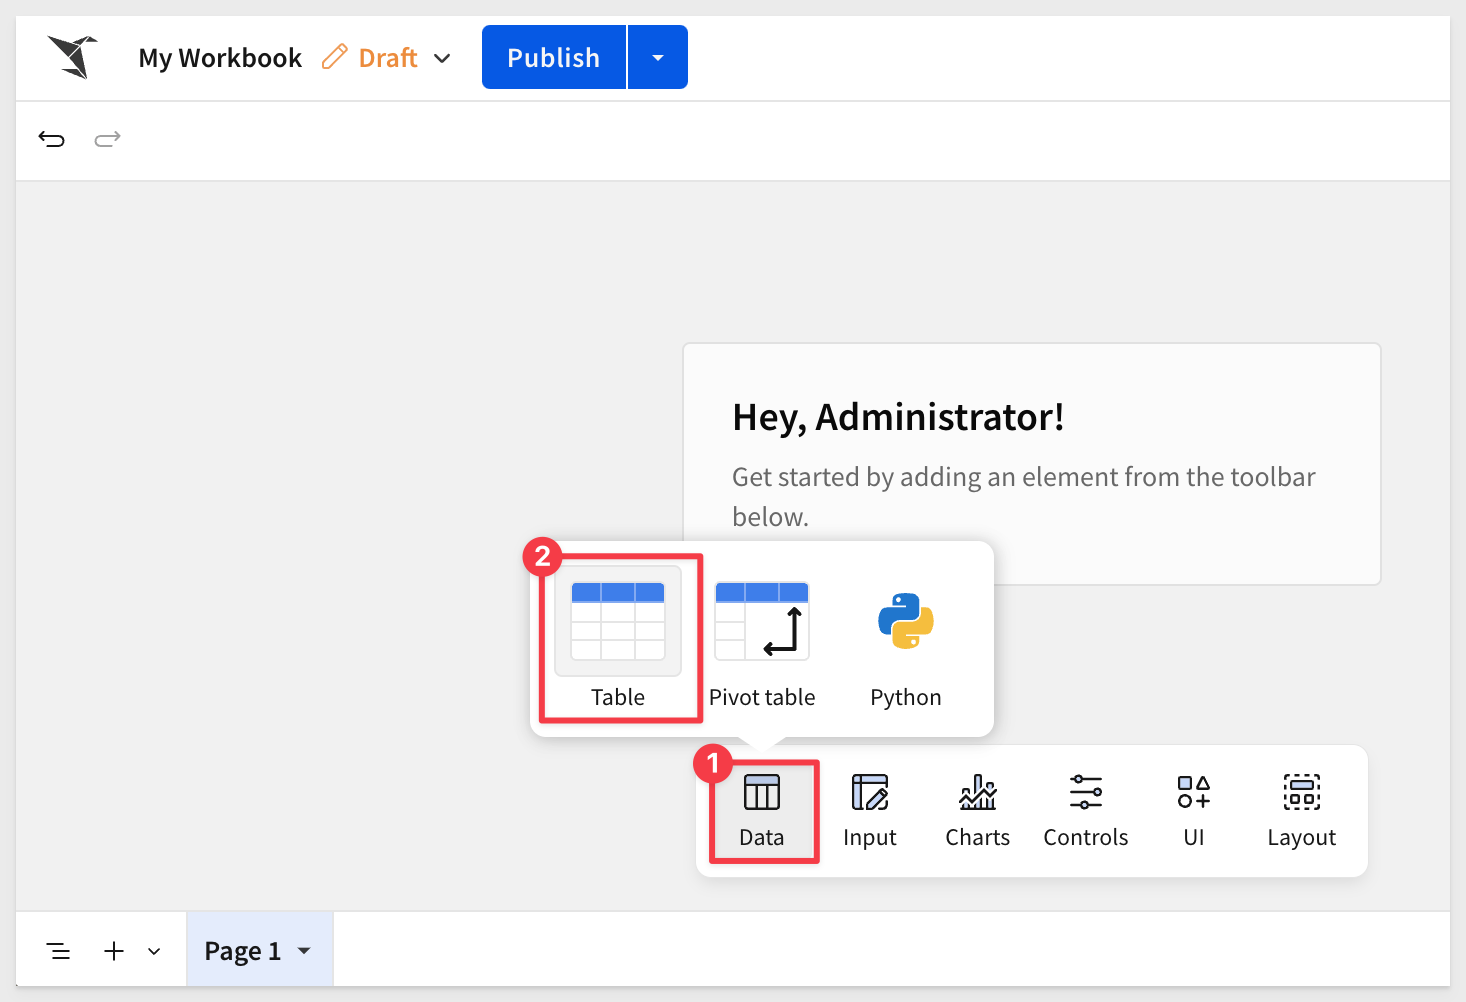 My Workbook Draft Publish
Hey, Administrator!
Get started by adding an element from the toolbar
below.
2
Table Pivot table Python
1
Data Input Charts Controls UI Layout
Page 1